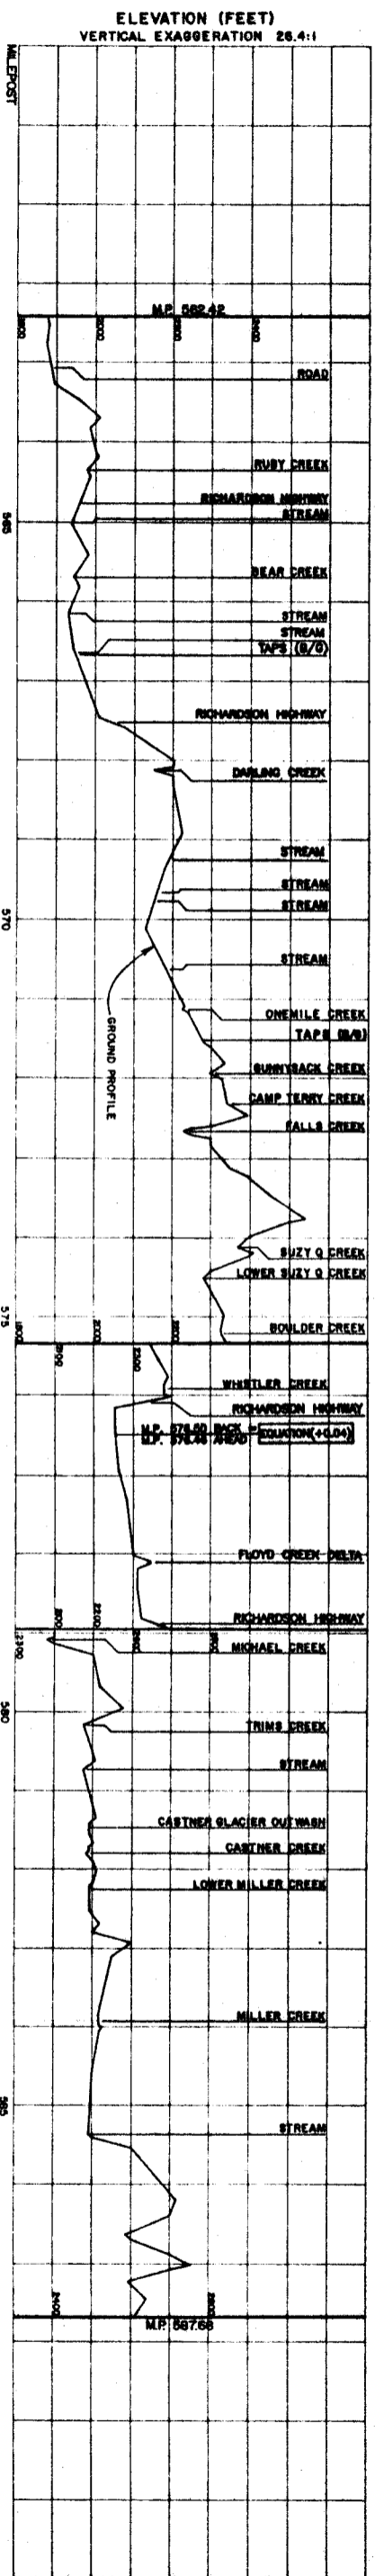 ELEVATION (FEET)
VERTICAL EXAGGERATION 26.4:1
MILEPOST
M.P. 562.42
2000
ROAD
RUBY CREEK
RICHARDSON HIGHWAY
STREAM
565
BEAR CREEK
STREAM
STREAM
TAPS (B/G)
RICHARDSON HIGHWAY
DARLING CREEK
STREAM
570
STREAM
STREAM
STREAM
GROUND PROFILE
ONEMILE CREEK
TAPS (B/G)
GUNNYSACK CREEK
CAMP TERRY CREEK
FALLS CREEK
SUZY Q CREEK
LOWER SUZY Q CREEK
575
BOULDER CREEK
WHISTLER CREEK
RICHARDSON HIGHWAY
EQUATION(+0.04)
FLOYD CREEK DELTA
RICHARDSON HIGHWAY
MICHAEL CREEK
580
TRIMS CREEK
STREAM
CASTNER GLACIER OUTWASH
CASTNER CREEK
LOWER MILLER CREEK
MILLER CREEK
585
STREAM
2400
M.P. 587.68